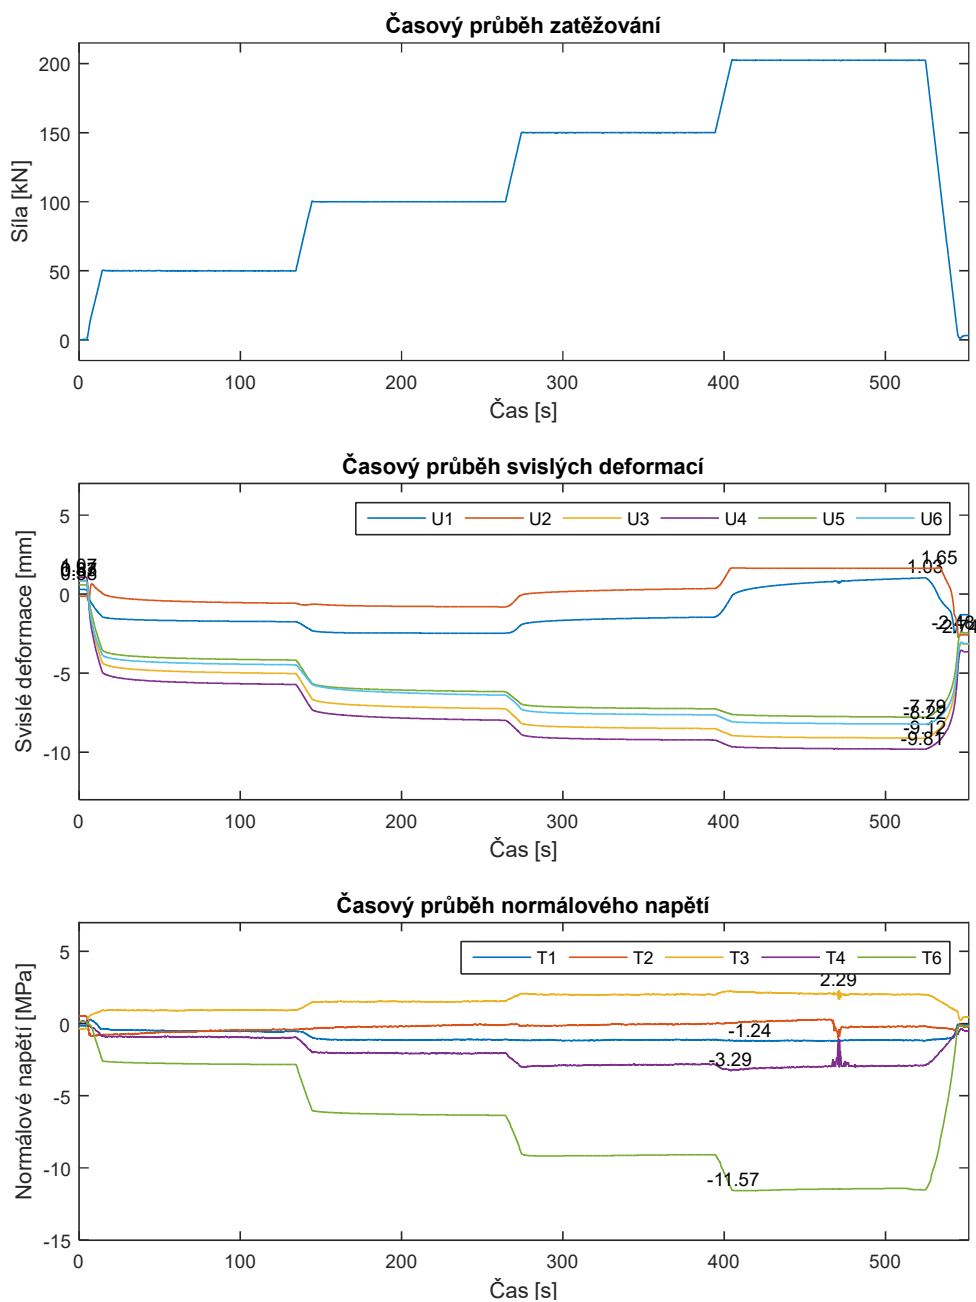 Časový průběh zatěžování
Síla [kN]
200
150
100
50
0
0 100 200 300 400 500
Čas [s]
Časový průběh svislých deformací
Svislé deformace [mm]
U1 U2 U3 U4 U5 U6
5
0
-5
-10
1.65
1.03
-7.79
-8.22
-9.12
-9.81
0 100 200 300 400 500
Čas [s]
Časový průběh normálového napětí
Normálové napětí [MPa]
T1 T2 T3 T4 T6
5
0
-5
-10
-15
2.29
-1.24
-3.29
-11.57
0 100 200 300 400 500
Čas [s]